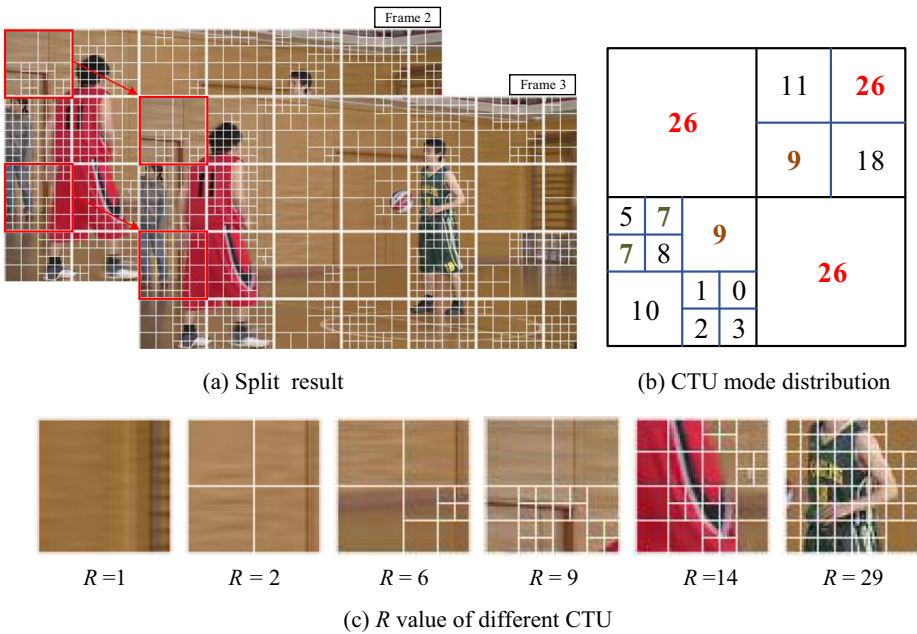 Frame 2
Frame 3
(a) Split result
26
11 26
9 18
5 7
7 8
9
10
1 0
2 3
26
(b) CTU mode distribution
R =1 R = 2 R = 6 R = 9 R =14 R = 29
(c) R value of different CTU